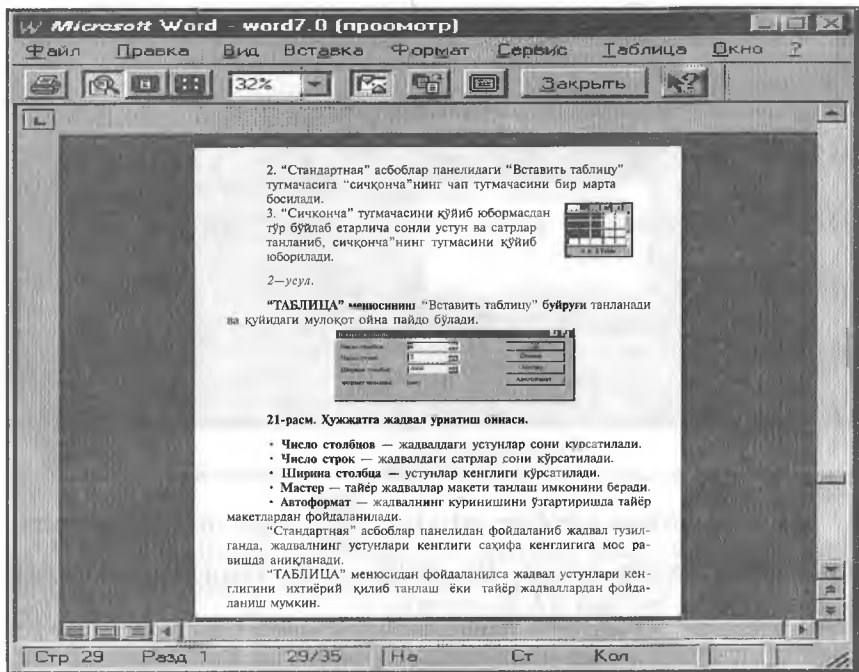 Microsoft Word - word7.0 (проомотр)
Файл Правка Вид Вставка Формат Сервис Таблица Окно ?
32% Закрыть
2. “Стандартная” асбоблар панелидаги “Вставить таблицу”
тугмачасига “сичқонча”нинг чап тугмачасини бир марта
босилади.
3. “Сичконча” тугмачасини қўйиб юбормасдан
тўр бўйлаб етарлича сонли устун ва сатрлар
танланиб, сичқонча”нинг тугмасини қўйиб
юборилади.
2—усул.
“ТАБЛИЦА” менюсининг “Вставить таблицу” буйруғи танланади
ва қуйидаги мулоқот ойна пайдо бўлади.
21-расм. Ҳужжатга жадвал ўрнатиш ойнаси.
• Число столбцов — жадвалдаги устунлар сони курсатилади.
• Число строк — жадвалдаги сатрлар сони кўрсатилади.
• Ширина столбца — устунлар кенглиги кўрсатилади.
• Мастер — тайёр жадваллар макети танлаш имконини беради.
• Автоформат — жадвалнинг куринишини ўзгартиришда тайёр
макетлардан фойдаланилади.
“Стандартная” асбоблар панелидан фойдаланиб жадвал тузил-
ганда, жадвалнинг устунлари кенглиги саҳифа кенглигига мос ра-
вишда аниқланади.
“ТАБЛИЦА” менюсидан фойдаланилса жадвал устунлари кен-
глигини ихтиёрий қилиб танлаш ёки тайёр жадваллардан фойда-
ланиш мумкин.
Стр 29 Разд 1 29/35 На Ст Кол